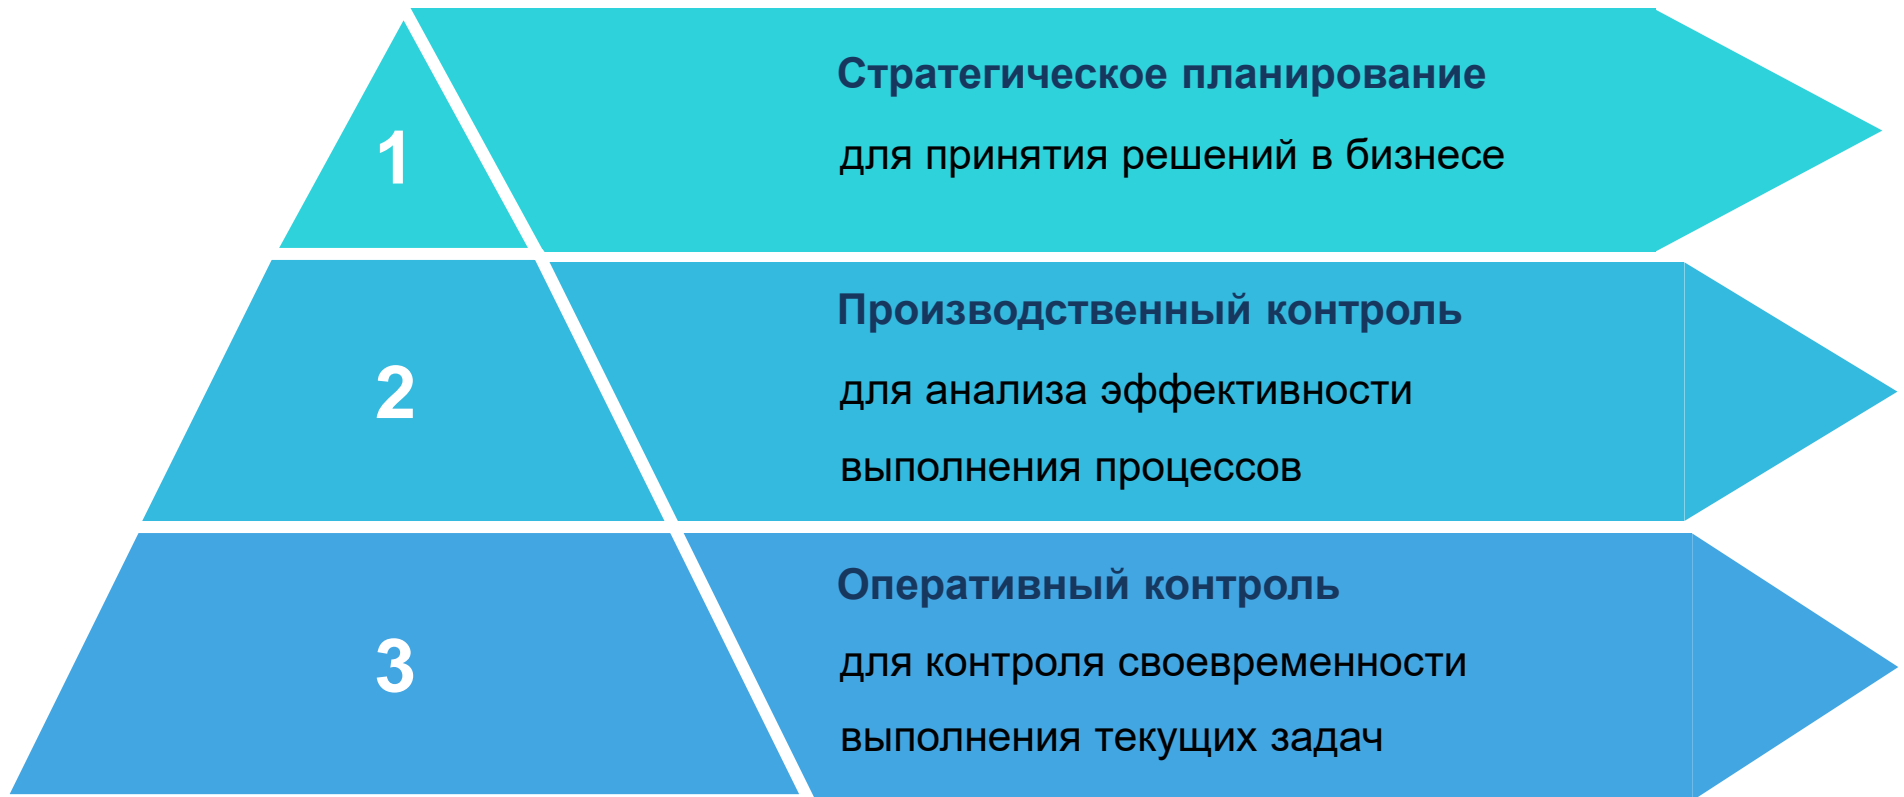 1
Стратегическое планирование
для принятия решений в бизнесе
2
Производственный контроль
для анализа эффективности
выполнения процессов
3
Оперативный контроль
для контроля своевременности
выполнения текущих задач